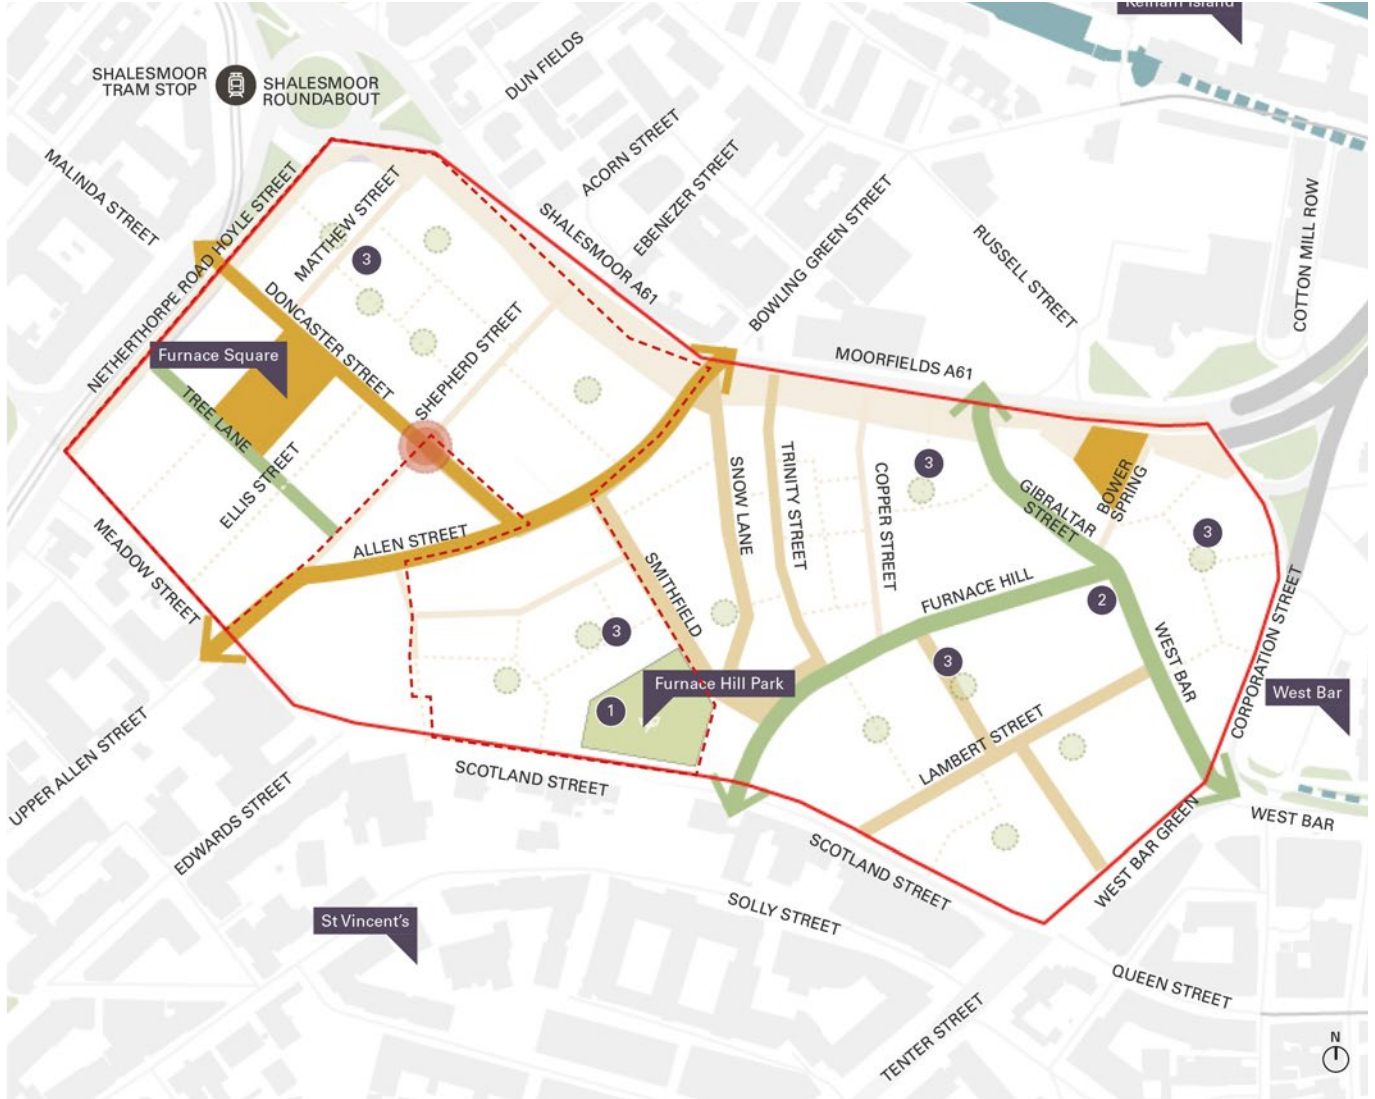 Kelham Island
SHALESMOOR
TRAM STOP
SHALESMOOR
ROUNDABOUT
DUN FIELDS
MALINDA STREET
ACORN STREET
EBENEZER STREET
NETHERTHORPE ROAD
HOYLE STREET
MATTHEW STREET
SHALESMOOR A61
BOWLING GREEN STREET
RUSSELL STREET
COTTON MILL ROW
3
DONCASTER STREET
SHEPHERD STREET
Furnace Square
MOORFIELDS A61
TREE LANE
ELLIS STREET
SNOW LANE
TRINITY STREET
COPPER STREET
3
GIBRALTAR
STREET
BOWER
SPRING
3
MEADOW STREET
ALLEN STREET
SMITHFIELD
FURNACE HILL
2
3
WEST BAR
CORPORATION STREET
3
Furnace Hill Park
1
West Bar
LAMBERT STREET
UPPER ALLEN STREET
EDWARDS STREET
SCOTLAND STREET
SCOTLAND STREET
WEST BAR GREEN
WEST BAR
St Vincent's
SOLLY STREET
QUEEN STREET
TENTER STREET
N